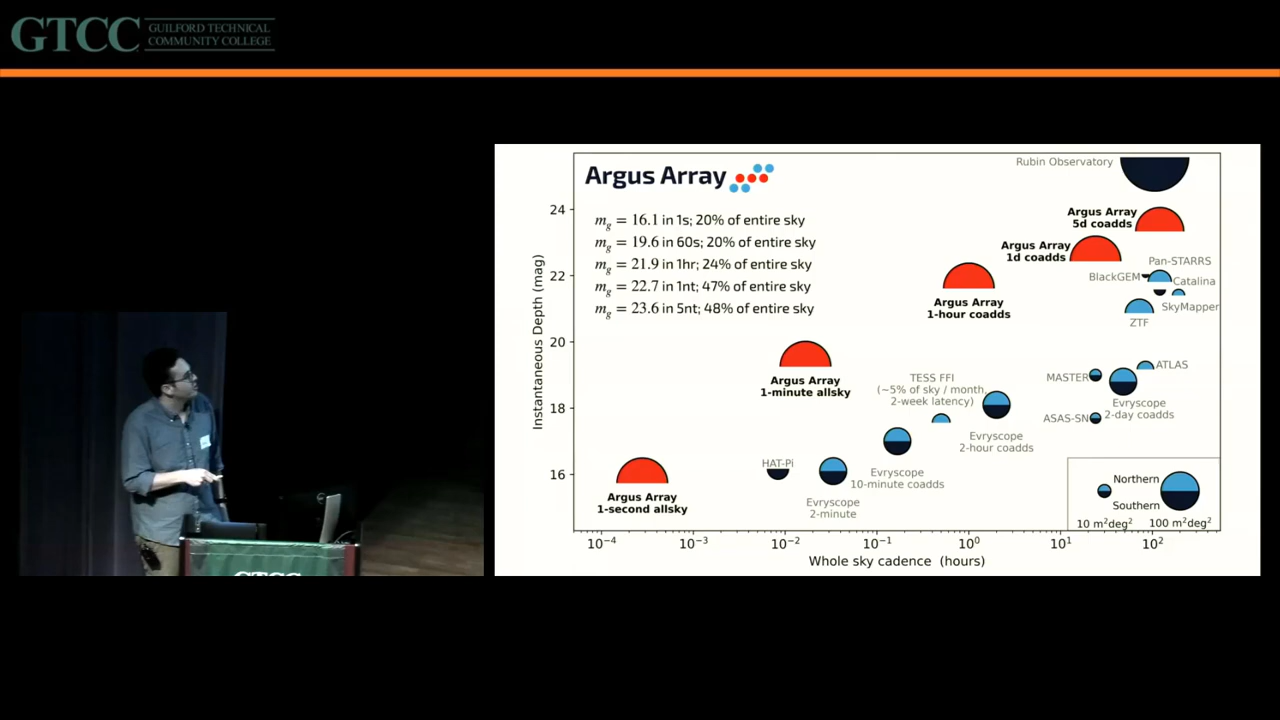 GTCC
GUILFORD TECHNICAL
COMMUNITY COLLEGE
Argus Array
m_g = 16.1 in 1s; 20% of entire sky
m_g = 19.6 in 60s; 20% of entire sky
m_g = 21.9 in 1hr; 24% of entire sky
m_g = 22.7 in 1nt; 47% of entire sky
m_g = 23.6 in 5nt; 48% of entire sky
Rubin Observatory
Argus Array
5d coadds
Argus Array
1d coadds
Pan-STARRS
BlackGEM
Catalina
SkyMapper
ZTF
Argus Array
1-hour coadds
Argus Array
1-minute allsky
TESS FFI
(~5% of sky / month,
2-week latency)
MASTER
ATLAS
Evryscope
2-day coadds
ASAS-SN
Evryscope
2-hour coadds
HAT-Pi
Evryscope
10-minute coadds
Evryscope
2-minute
Argus Array
1-second allsky
Northern
Southern
10 m²deg²
100 m²deg²
Instantaneous Depth (mag)
24
22
20
18
16
10⁻⁴
10⁻³
10⁻²
10⁻¹
10⁰
10¹
10²
Whole sky cadence (hours)
GTCC